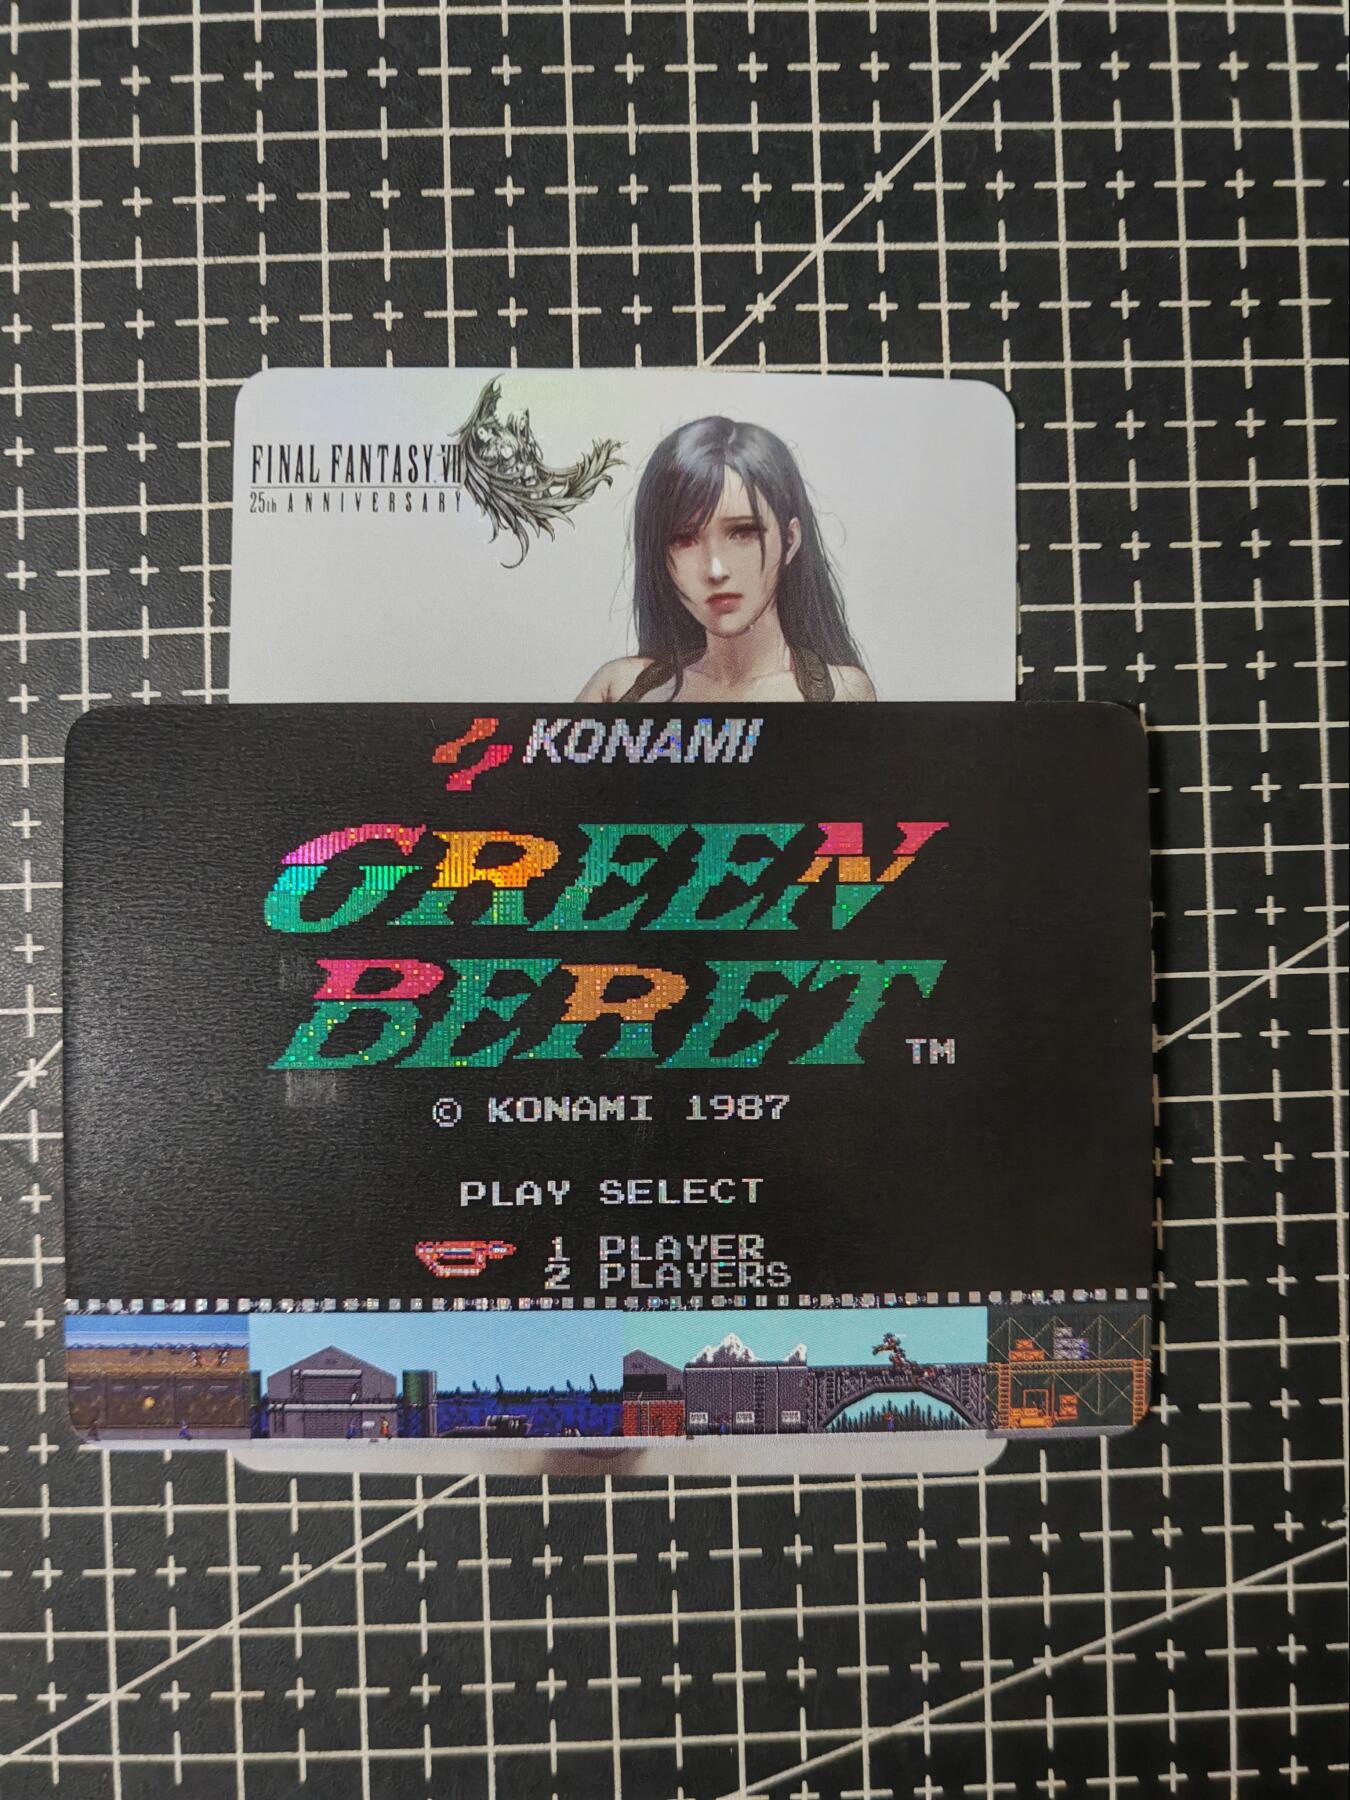 FINAL FANTASY VII
25th ANNIVERSARY
KONAMI
GREEN
BERET
TM
© KONAMI 1987
PLAY SELECT
1 PLAYER
2 PLAYERS